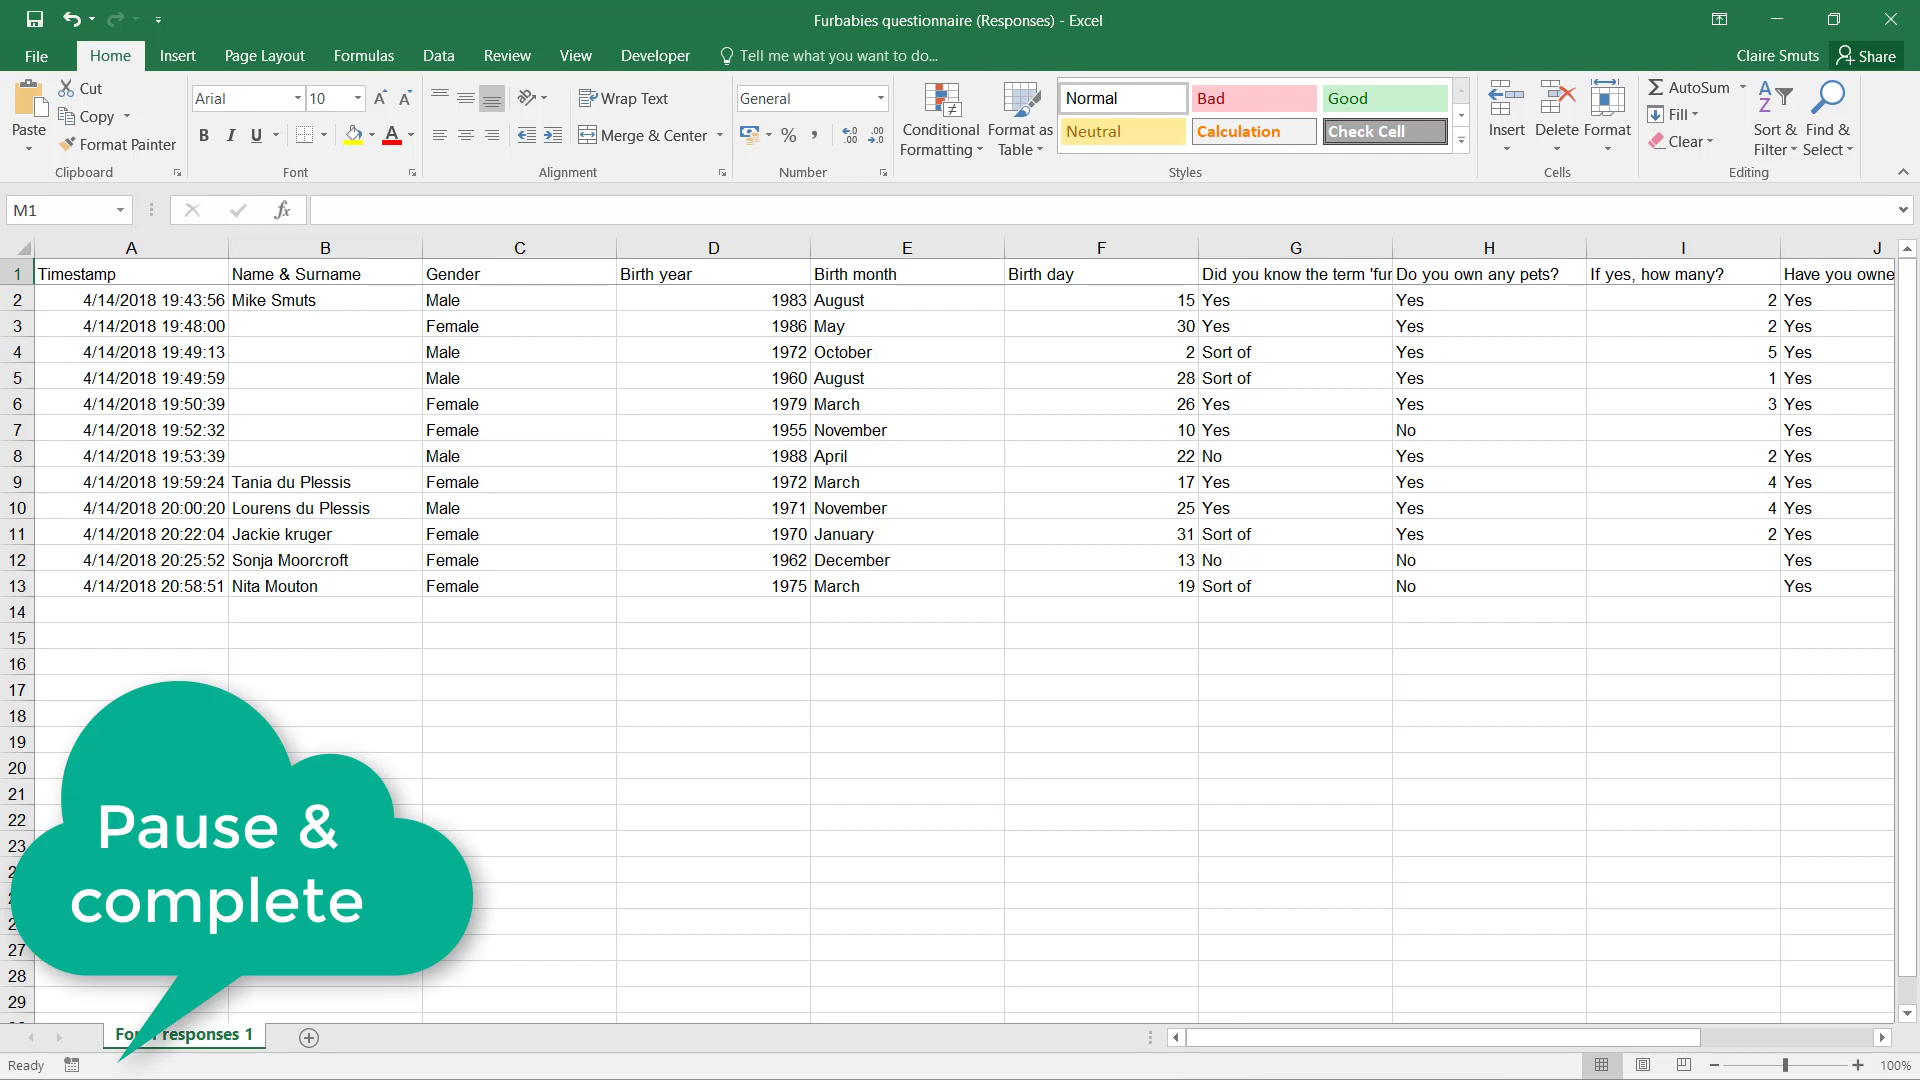 Furbabies questionnaire (Responses) - Excel
File Home Insert Page Layout Formulas Data Review View Developer Tell me what you want to do... Claire Smuts Share
Paste Cut Copy Format Painter Clipboard
Arial 10 B I U A Font
Wrap Text Merge & Center Alignment
General % Number
Conditional Formatting Format as Table
Normal Bad Good
Neutral Calculation Check Cell
Styles
Insert Delete Format Cells
AutoSum Fill Clear Sort & Filter Find & Select Editing
M1 fx
A B C D E F G H I J
1 Timestamp Name & Surname Gender Birth year Birth month Birth day Did you know the term 'fur Do you own any pets? If yes, how many? Have you owne
2 4/14/2018 19:43:56 Mike Smuts Male 1983 August 15 Yes Yes 2 Yes
3 4/14/2018 19:48:00 Female 1986 May 30 Yes Yes 2 Yes
4 4/14/2018 19:49:13 Male 1972 October 2 Sort of Yes 5 Yes
5 4/14/2018 19:49:59 Male 1960 August 28 Sort of Yes 1 Yes
6 4/14/2018 19:50:39 Female 1979 March 26 Yes Yes 3 Yes
7 4/14/2018 19:52:32 Female 1955 November 10 Yes No Yes
8 4/14/2018 19:53:39 Male 1988 April 22 No Yes 2 Yes
9 4/14/2018 19:59:24 Tania du Plessis Female 1972 March 17 Yes Yes 4 Yes
10 4/14/2018 20:00:20 Lourens du Plessis Male 1971 November 25 Yes Yes 4 Yes
11 4/14/2018 20:22:04 Jackie kruger Female 1970 January 31 Sort of Yes 2 Yes
12 4/14/2018 20:25:52 Sonja Moorcroft Female 1962 December 13 No No Yes
13 4/14/2018 20:58:51 Nita Mouton Female 1975 March 19 Sort of No Yes
14
15
16
17
18
19
20
21
22
23
27
28
29
Pause &
complete
responses 1
Ready 100%